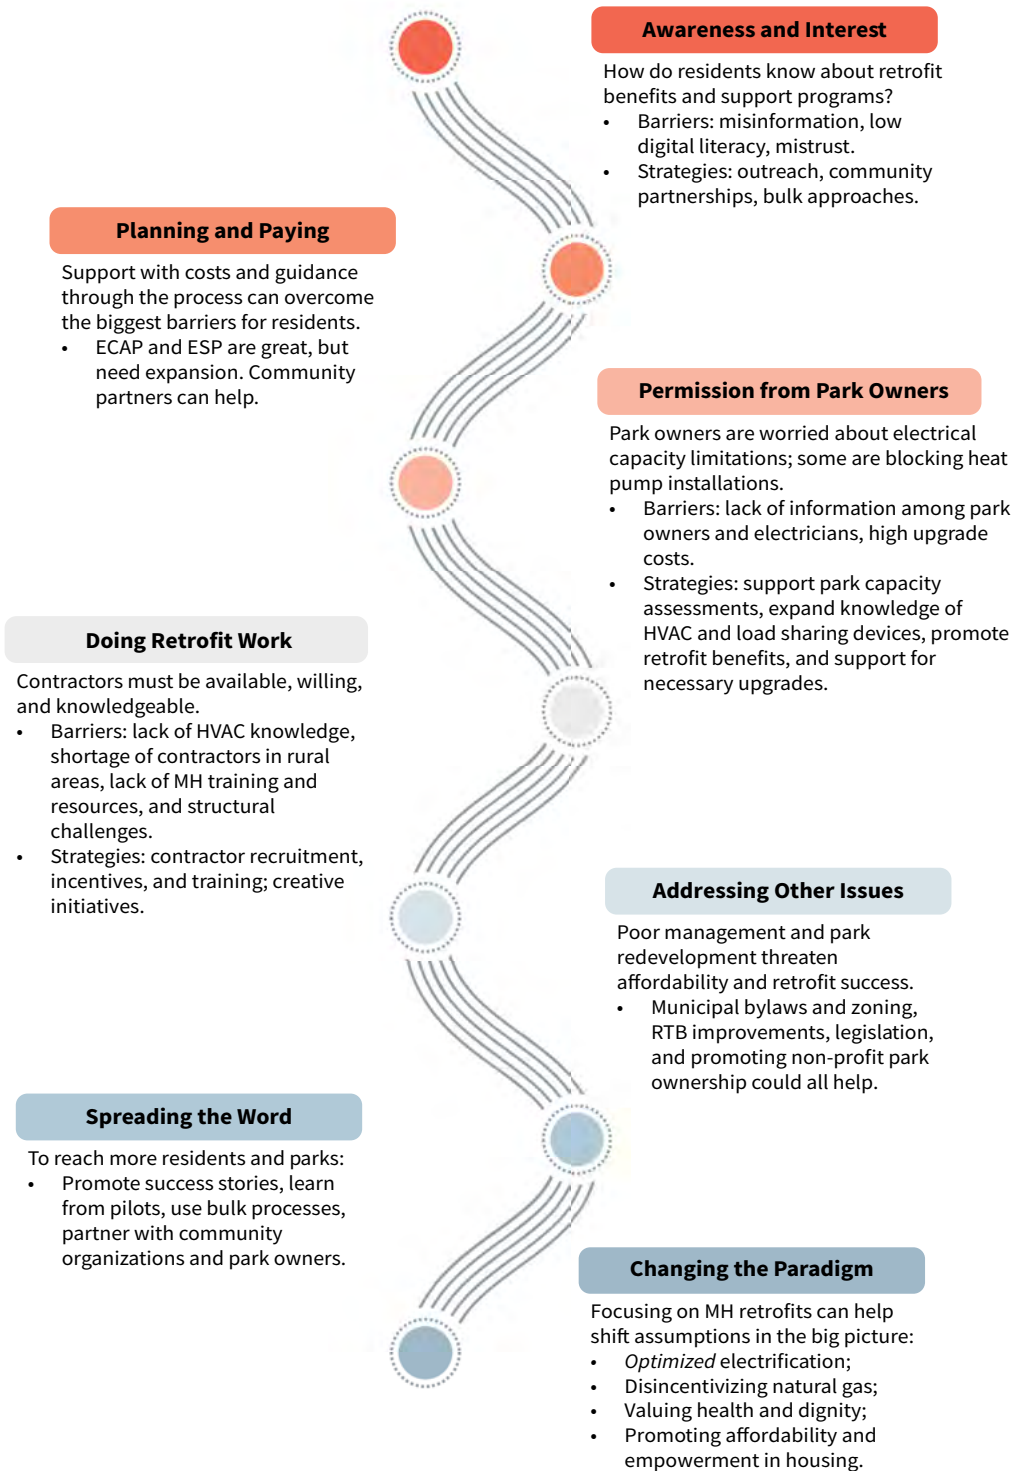 Awareness and Interest
How do residents know about retrofit
benefits and support programs?
• Barriers: misinformation, low
digital literacy, mistrust.
• Strategies: outreach, community
partnerships, bulk approaches.
Planning and Paying
Support with costs and guidance
through the process can overcome
the biggest barriers for residents.
• ECAP and ESP are great, but
need expansion. Community
partners can help.
Permission from Park Owners
Park owners are worried about electrical
capacity limitations; some are blocking heat
pump installations.
• Barriers: lack of information among park
owners and electricians, high upgrade
costs.
• Strategies: support park capacity
assessments, expand knowledge of
HVAC and load sharing devices, promote
retrofit benefits, and support for
necessary upgrades.
Doing Retrofit Work
Contractors must be available, willing,
and knowledgeable.
• Barriers: lack of HVAC knowledge,
shortage of contractors in rural
areas, lack of MH training and
resources, and structural
challenges.
• Strategies: contractor recruitment,
incentives, and training; creative
initiatives.
Addressing Other Issues
Poor management and park
redevelopment threaten
affordability and retrofit success.
• Municipal bylaws and zoning,
RTB improvements, legislation,
and promoting non-profit park
ownership could all help.
Spreading the Word
To reach more residents and parks:
• Promote success stories, learn
from pilots, use bulk processes,
partner with community
organizations and park owners.
Changing the Paradigm
Focusing on MH retrofits can help
shift assumptions in the big picture:
• Optimized electrification;
• Disincentivizing natural gas;
• Valuing health and dignity;
• Promoting affordability and
empowerment in housing.